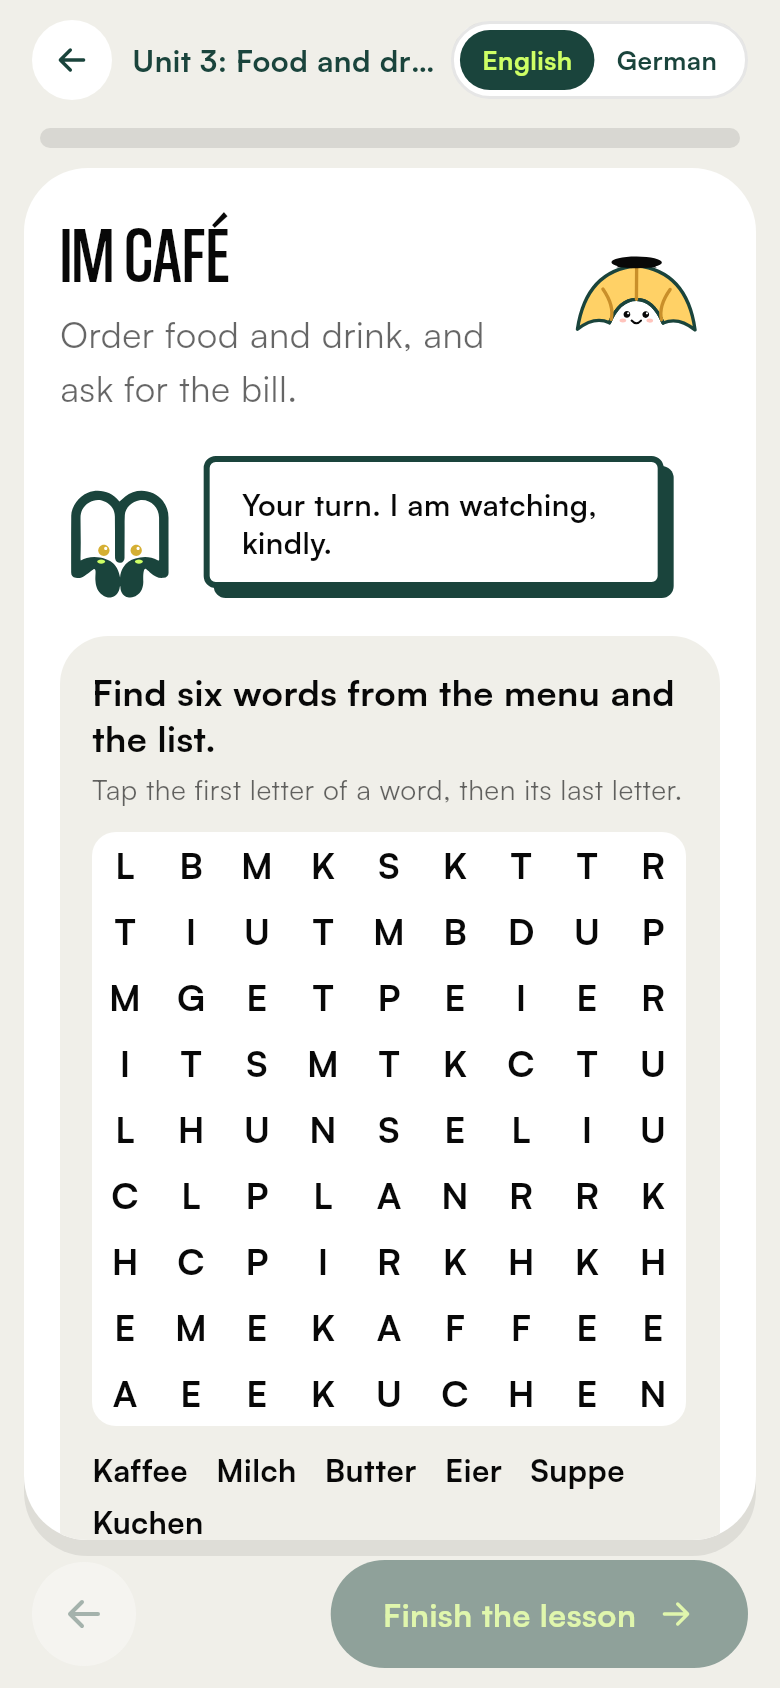 Unit 3: Food and dr...
English
German
IM CAFÉ
Order food and drink, and
ask for the bill.
Your turn. I am watching,
kindly.
Find six words from the menu and
the list.
Tap the first letter of a word, then its last letter.
L B M K S K T T R
T I U T M B D U P
M G E T P E I E R
I T S M T K C T U
L H U N S E L I U
C L P L A N R R K
H C P I R K H K H
E M E K A F F E E
A E E K U C H E N
Kaffee Milch Butter Eier Suppe
Kuchen
Finish the lesson